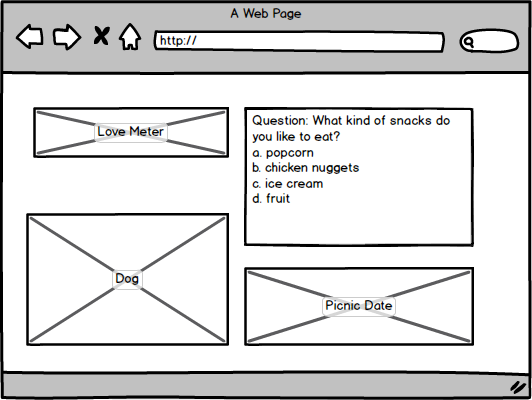 A Web Page
http://
Love Meter
Question: What kind of snacks do
you like to eat?
a. popcorn
b. chicken nuggets
c. ice cream
d. fruit
Dog
Picnic Date